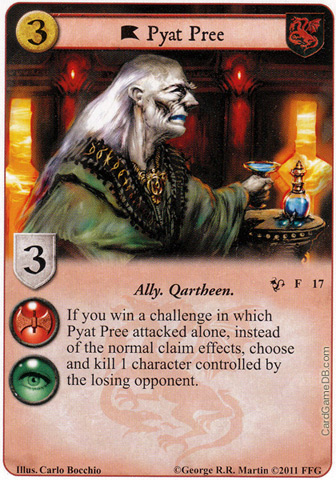 3
Pyat Pree
3
Ally. Qartheen.
F 17
If you win a challenge in which
Pyat Pree attacked alone, instead
of the normal claim effects, choose
and kill 1 character controlled by
the losing opponent.
CardGameDB.com
Illus. Carlo Bocchio
©George R.R. Martin ©2011 FFG